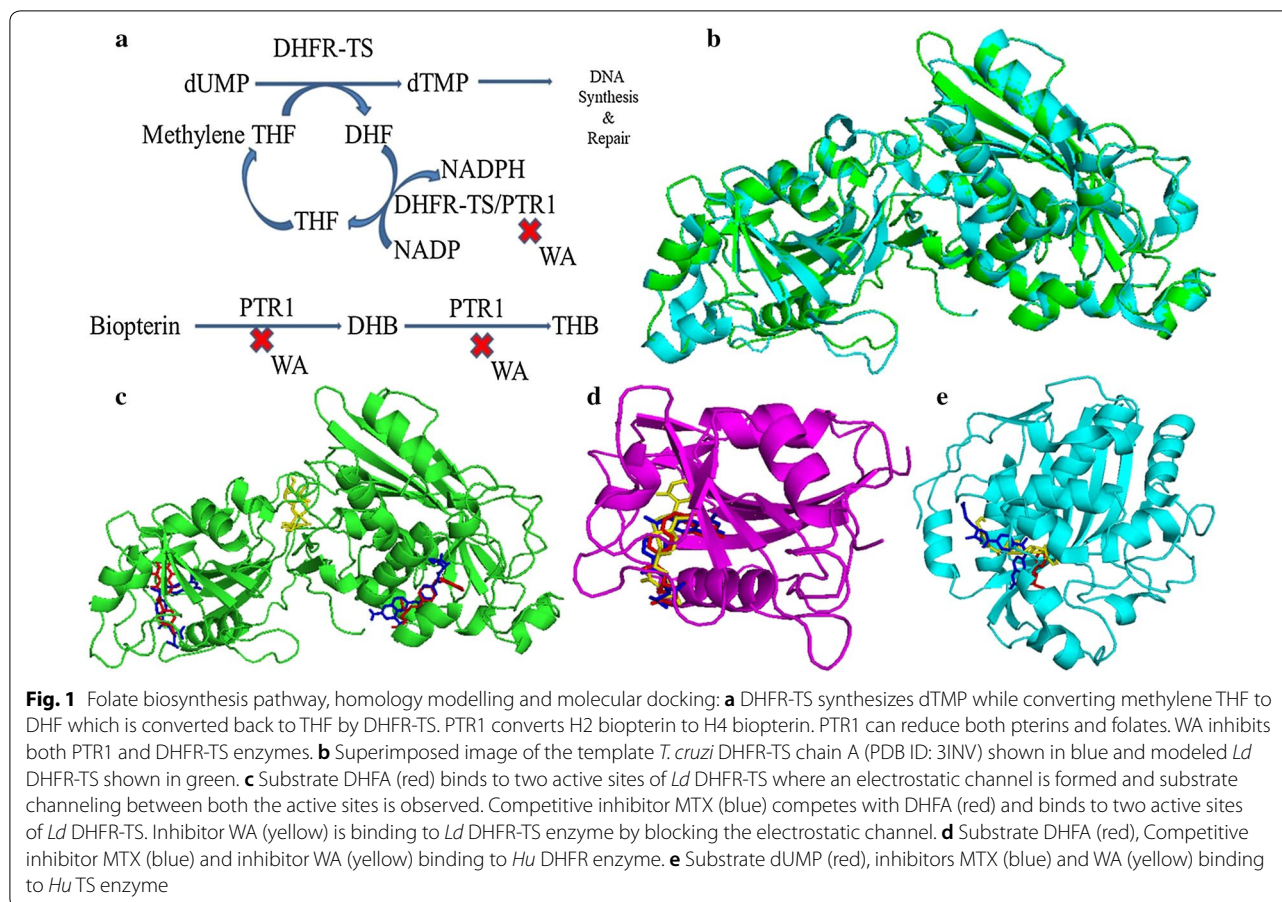 a
DHFR-TS
dUMP
dTMP
DNA
Synthesis
&
Repair
Methylene THF
DHF
NADPH
DHFR-TS/PTR1
THF
NADP
WA
Biopterin
PTR1
DHB
PTR1
THB
WA
WA
b
c
d
e
Fig. 1 Folate biosynthesis pathway, homology modelling and molecular docking: a DHFR-TS synthesizes dTMP while converting methylene THF to
DHF which is converted back to THF by DHFR-TS. PTR1 converts H2 biopterin to H4 biopterin. PTR1 can reduce both pterins and folates. WA inhibits
both PTR1 and DHFR-TS enzymes. b Superimposed image of the template T. cruzi DHFR-TS chain A (PDB ID: 3INV) shown in blue and modeled Ld
DHFR-TS shown in green. c Substrate DHFA (red) binds to two active sites of Ld DHFR-TS where an electrostatic channel is formed and substrate
channeling between both the active sites is observed. Competitive inhibitor MTX (blue) competes with DHFA (red) and binds to two active sites
of Ld DHFR-TS. Inhibitor WA (yellow) is binding to Ld DHFR-TS enzyme by blocking the electrostatic channel. d Substrate DHFA (red), Competitive
inhibitor MTX (blue) and inhibitor WA (yellow) binding to Hu DHFR enzyme. e Substrate dUMP (red), inhibitors MTX (blue) and WA (yellow) binding
to Hu TS enzyme